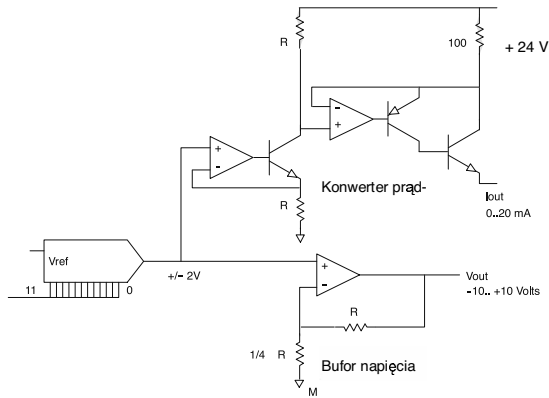 R
100
+ 24 V
-
+
+
-
Konwerter prąd-
R
Iout
0..20 mA
Vref
11
0
+/- 2V
+
-
Vout
-10.. +10 Volts
R
1/4 R
Bufor napięcia
M